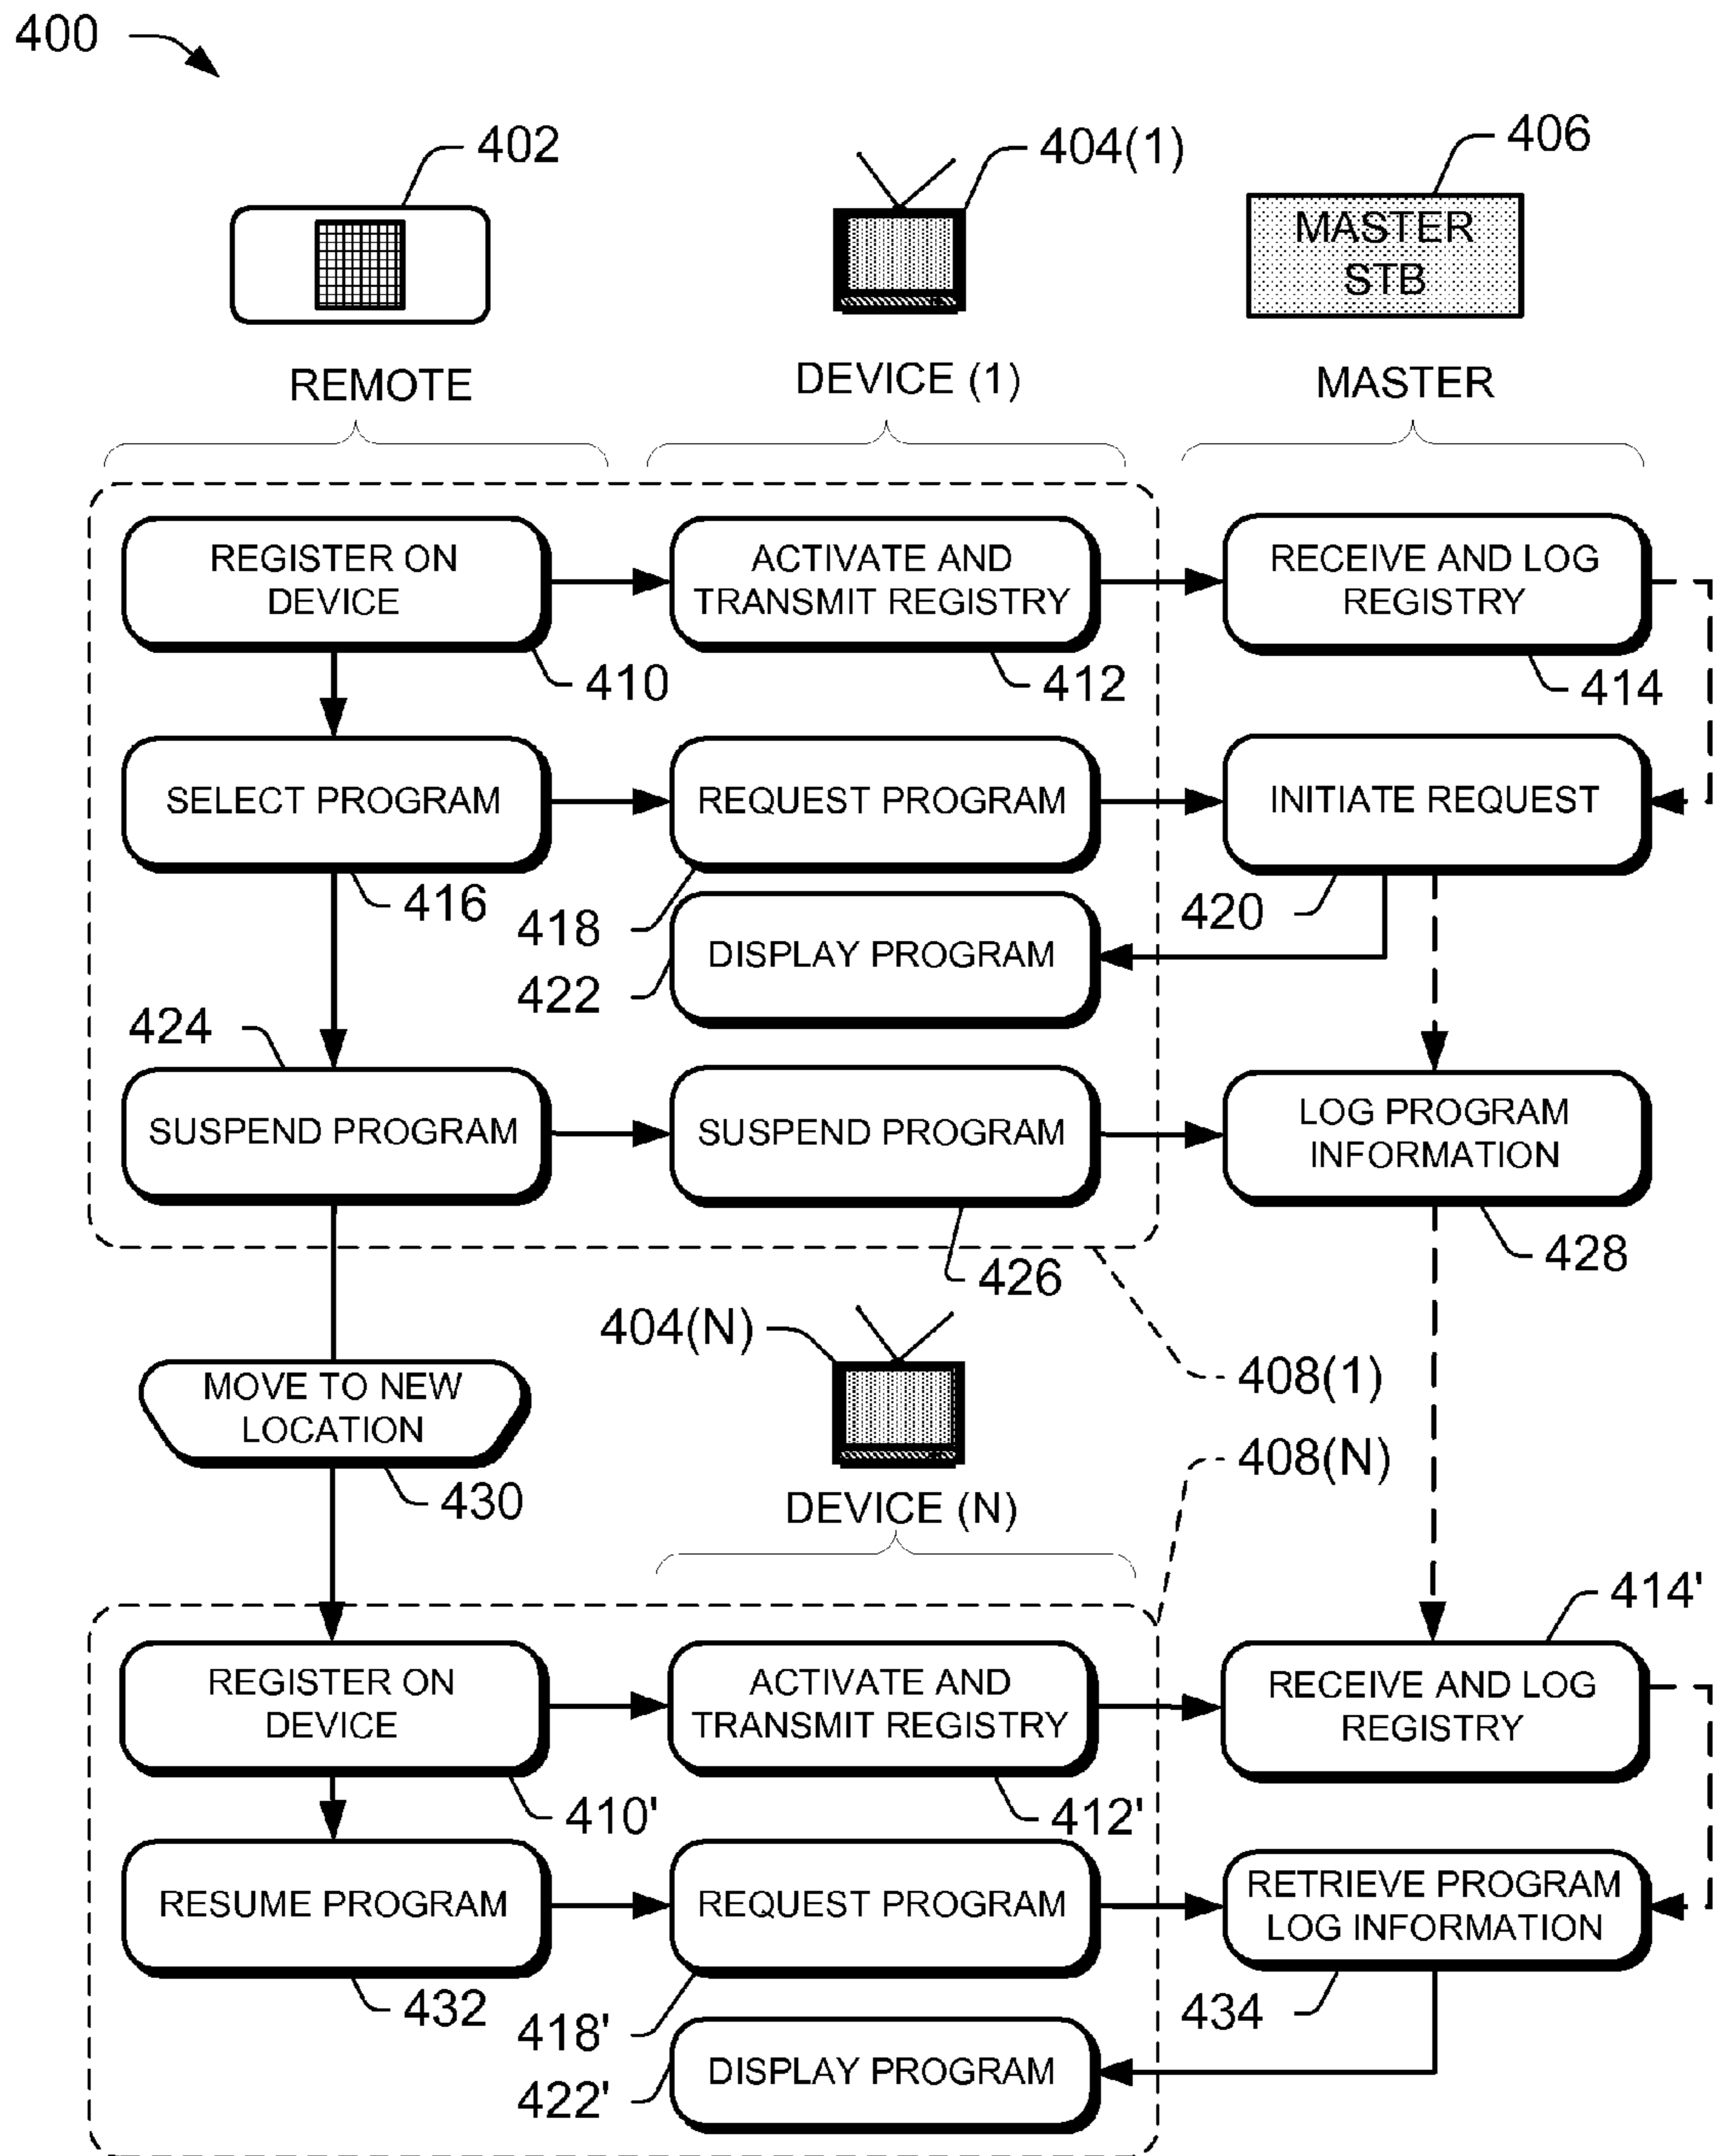 400
402
404(1)
406
MASTER
STB
REMOTE
DEVICE (1)
MASTER
REGISTER ON
DEVICE
410
ACTIVATE AND
TRANSMIT REGISTRY
412
RECEIVE AND LOG
REGISTRY
414
SELECT PROGRAM
416
REQUEST PROGRAM
418
INITIATE REQUEST
420
DISPLAY PROGRAM
422
424
SUSPEND PROGRAM
SUSPEND PROGRAM
426
LOG PROGRAM
INFORMATION
428
404(N)
408(1)
MOVE TO NEW
LOCATION
430
408(N)
DEVICE (N)
414'
REGISTER ON
DEVICE
410'
ACTIVATE AND
TRANSMIT REGISTRY
412'
RECEIVE AND LOG
REGISTRY
RESUME PROGRAM
432
REQUEST PROGRAM
418'
RETRIEVE PROGRAM
LOG INFORMATION
434
DISPLAY PROGRAM
422'